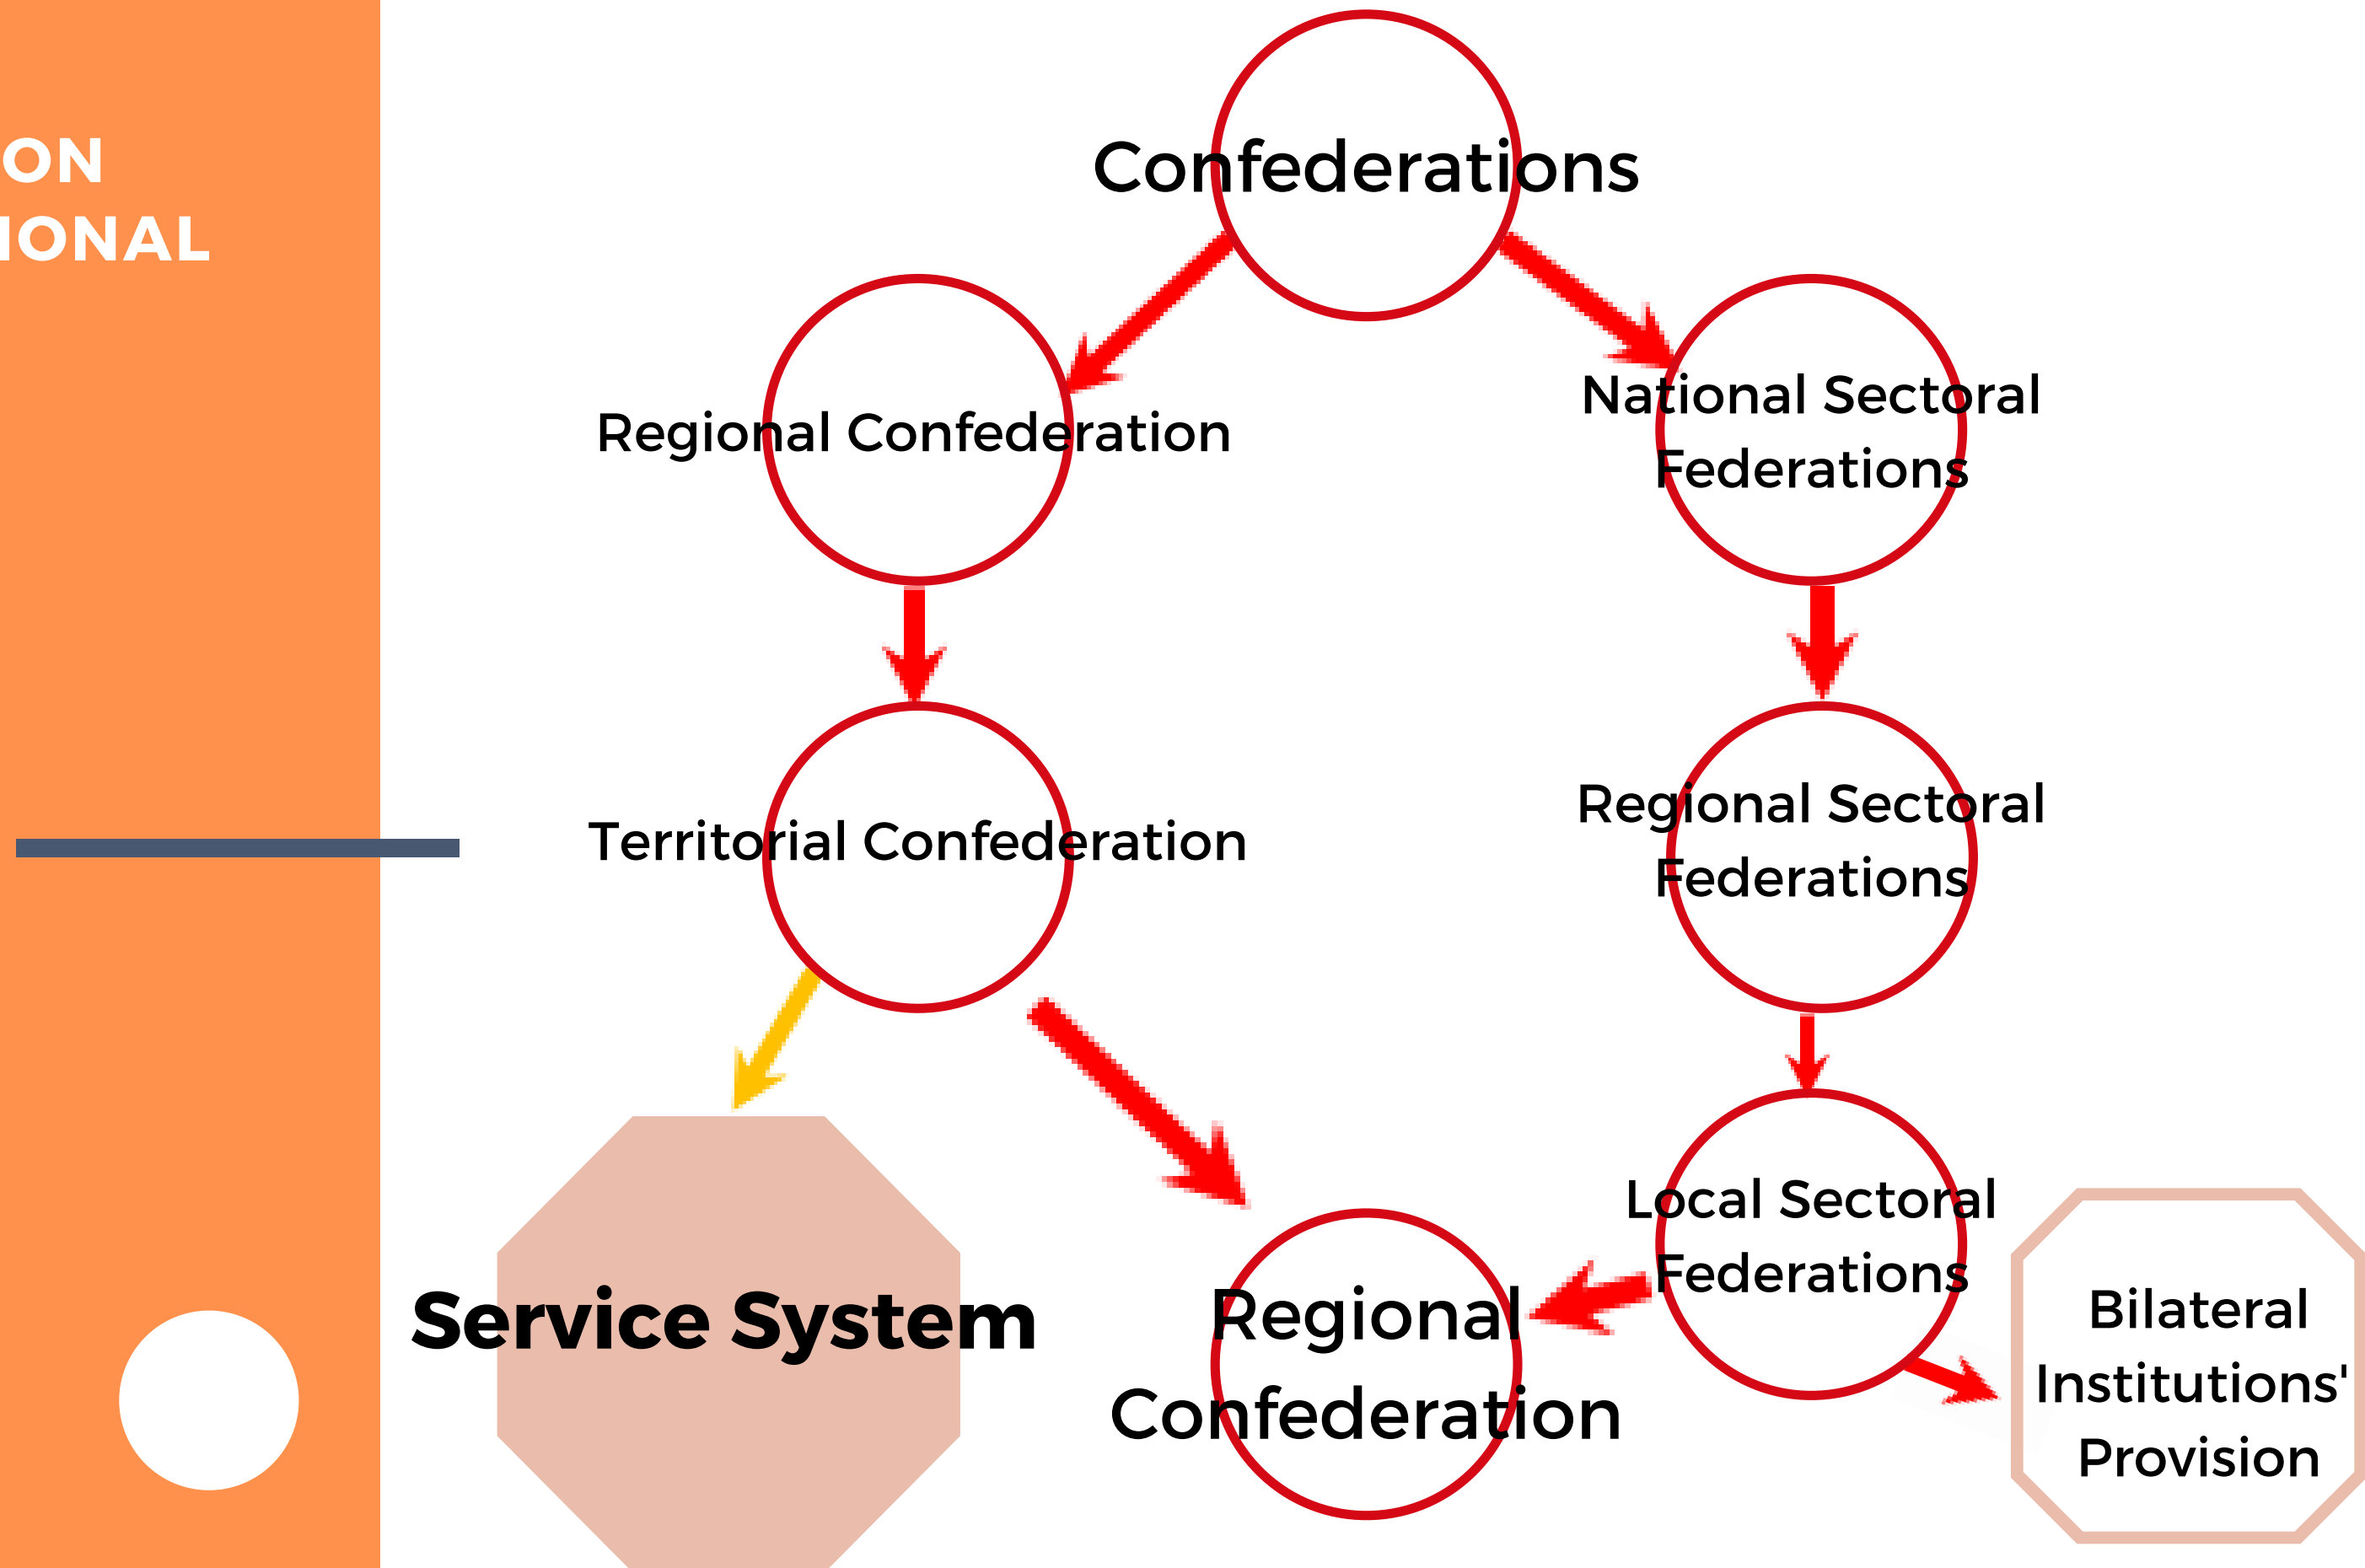 ON
IONAL
Confederations
Regional Confederation
National Sectoral
Federations
Territorial Confederation
Regional Sectoral
Federations
Local Sectoral
Federations
Service System
Regional
Confederation
Bilateral
Institutions'
Provision